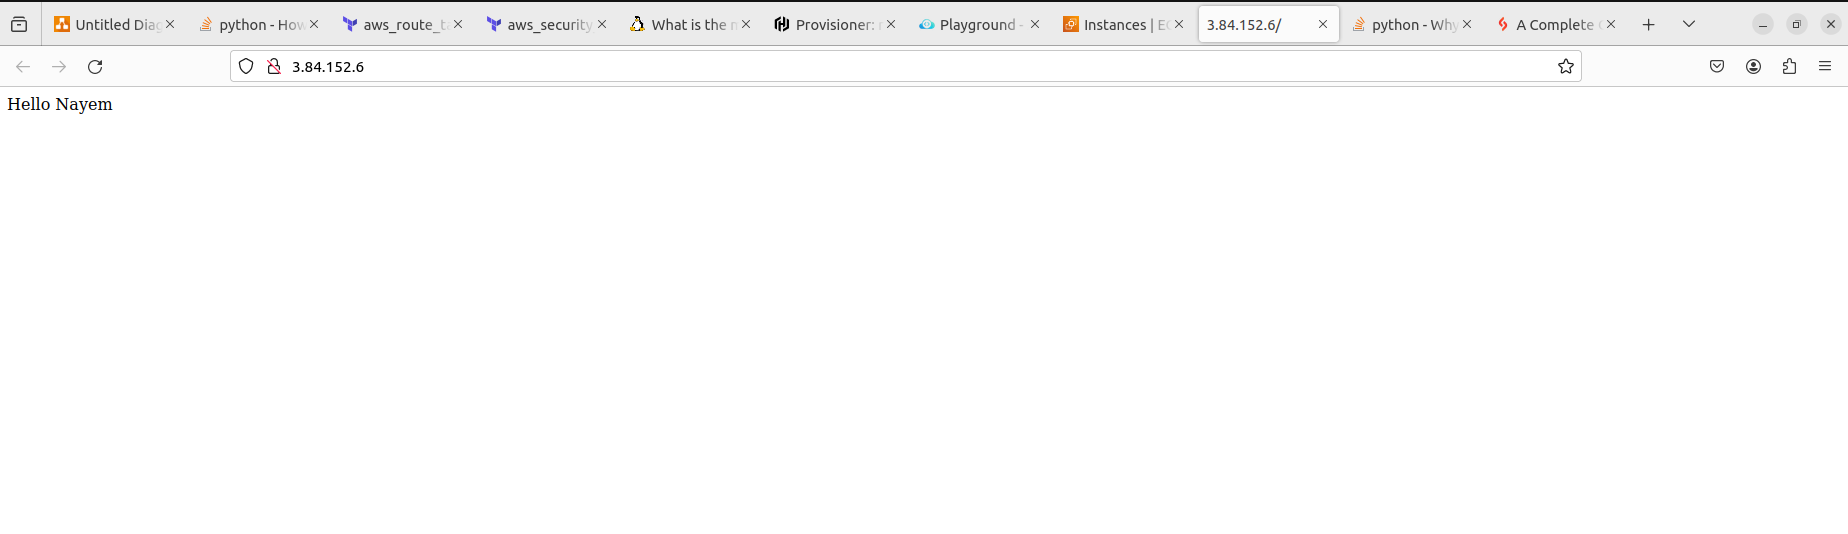 Untitled Diag
python - How
aws_route_t
aws_security
What is the m
Provisioner: r
Playground -
Instances | EC
3.84.152.6/
python - Why
A Complete
3.84.152.6
Hello Nayem